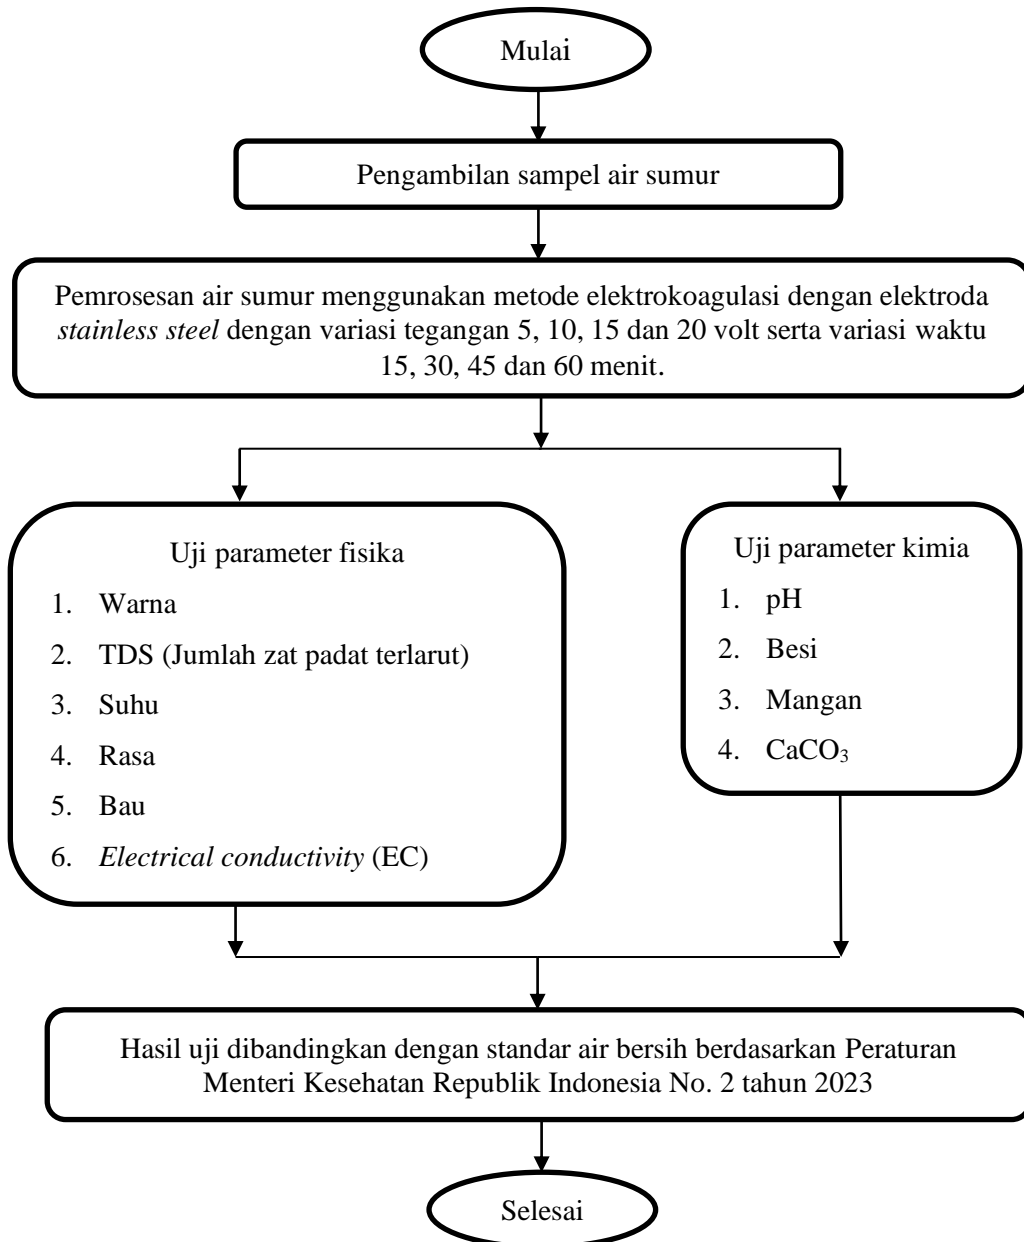 Mulai
Pengambilan sampel air sumur
Pemrosesan air sumur menggunakan metode elektrokoagulasi dengan elektroda
stainless steel dengan variasi tegangan 5, 10, 15 dan 20 volt serta variasi waktu
15, 30, 45 dan 60 menit.
Uji parameter fisika
1. Warna
2. TDS (Jumlah zat padat terlarut)
3. Suhu
4. Rasa
5. Bau
6. Electrical conductivity (EC)
Uji parameter kimia
1. pH
2. Besi
3. Mangan
4. CaCO₃
Hasil uji dibandingkan dengan standar air bersih berdasarkan Peraturan
Menteri Kesehatan Republik Indonesia No. 2 tahun 2023
Selesai